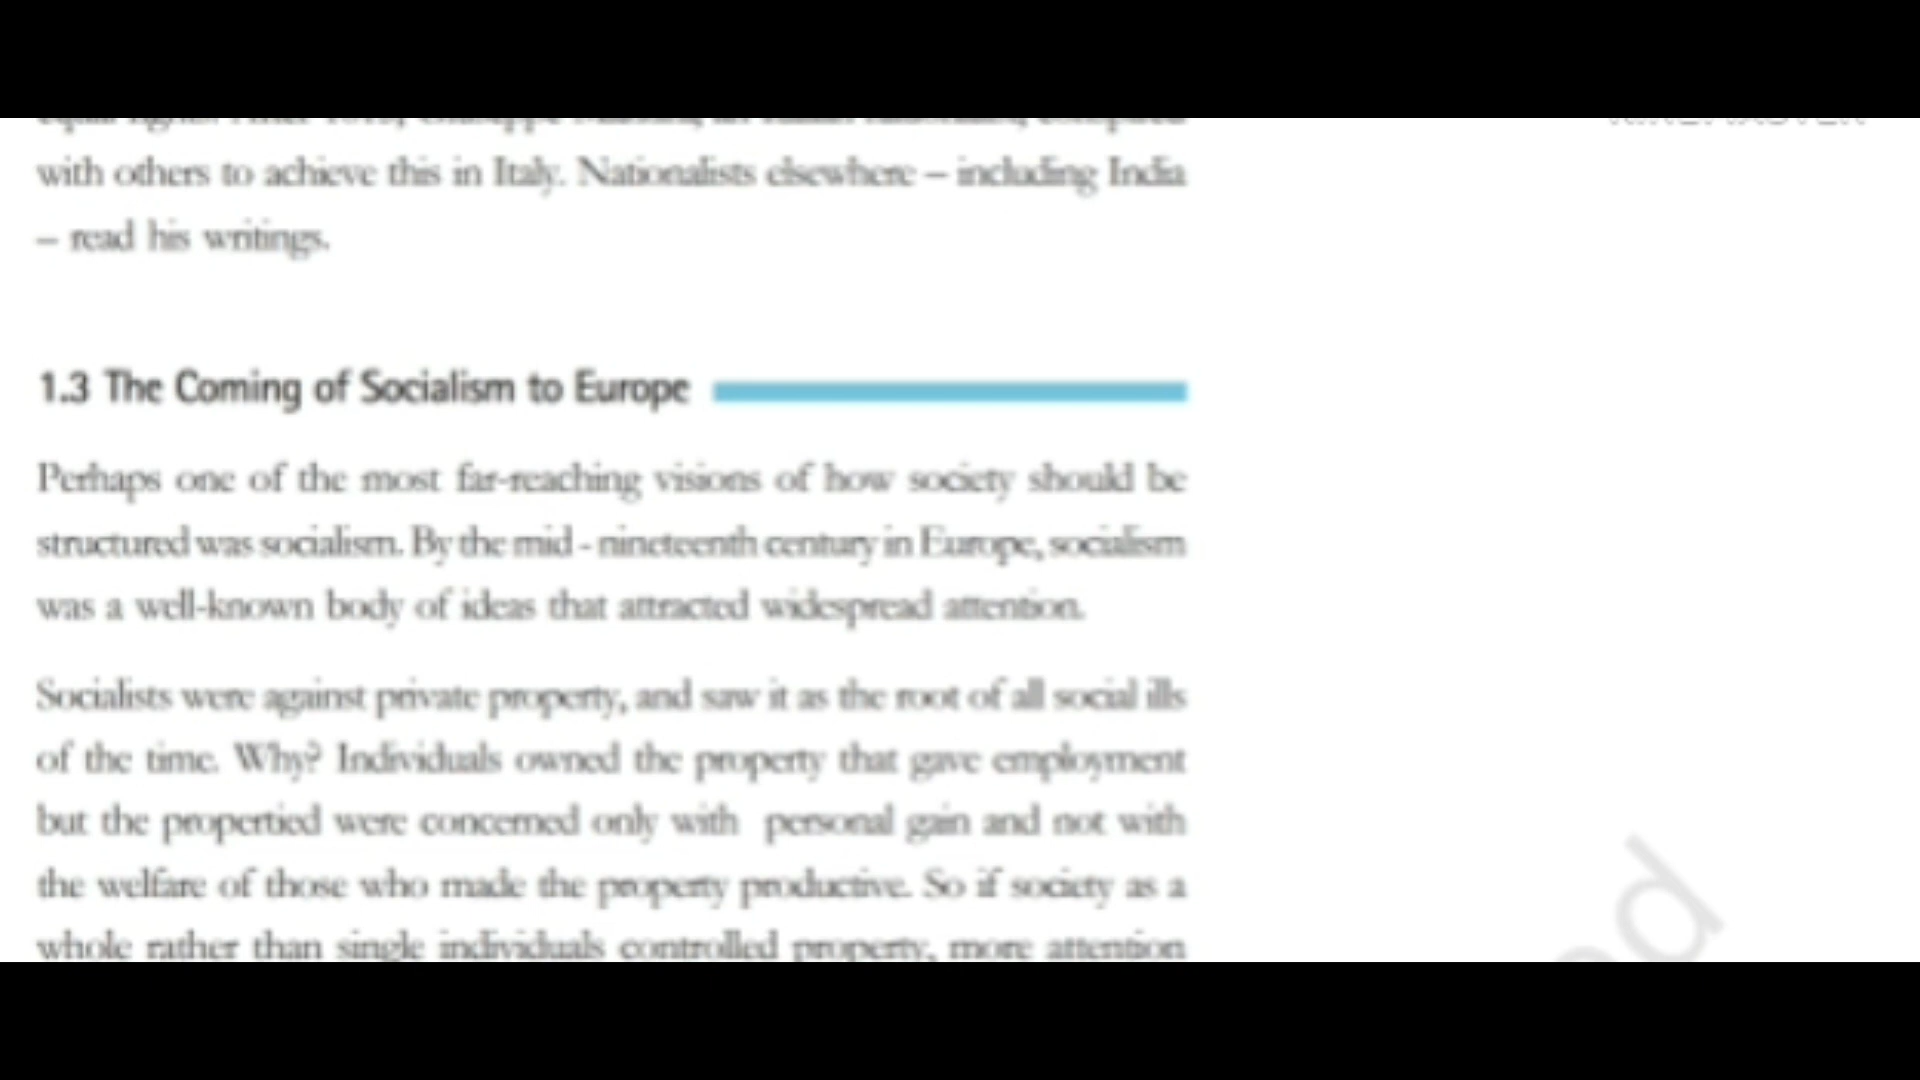 with others to achieve this in Italy. Nationalists elsewhere – including India
– read his writings.
1.3 The Coming of Socialism to Europe
Perhaps one of the most far-reaching visions of how society should be
structured was socialism. By the mid - nineteenth century in Europe, socialism
was a well-known body of ideas that attracted widespread attention.
Socialists were against private property, and saw it as the root of all social ills
of the time. Why? Individuals owned the property that gave employment
but the propertied were concerned only with personal gain and not with
the welfare of those who made the property productive. So if society as a
whole rather than single individuals controlled property, more attention